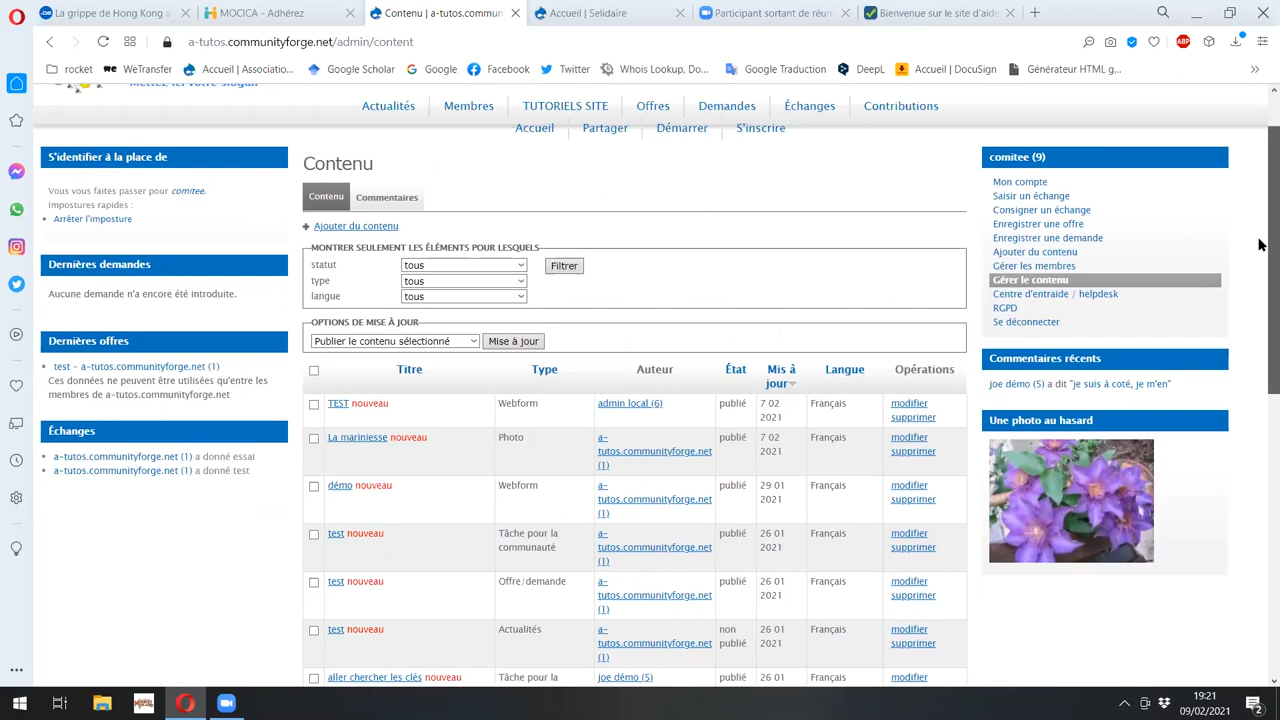 La grippe de Hong Kong a
MOCICA - Adhérez
Contenu | a-tutos.commun
Accueil | Selidaire
Participant sortant de réun
Bienvenue sur le site d'aide
a-tutos.communityforge.net/admin/content
rocket
WeTransfer
Accueil | Associatio...
Google Scholar
Google
Facebook
Twitter
Whois Lookup, Do...
Google Traduction
DeepL
Accueil | DocuSign
Générateur HTML g...
Mettez ici votre slogan
Actualités
Membres
TUTORIELS SITE
Offres
Demandes
Échanges
Contributions
Accueil
Partager
Démarrer
S'inscrire
S'identifier à la place de
Vous vous faites passer pour comitee.
Impostures rapides :
Arrêter l'imposture
Dernières demandes
Aucune demande n'a encore été introduite.
Dernières offres
test - a-tutos.communityforge.net (1)
Ces données ne peuvent être utilisées qu'entre les
membres de a-tutos.communityforge.net
Échanges
a-tutos.communityforge.net (1) a donné essai
a-tutos.communityforge.net (1) a donné test
Contenu
Contenu
Commentaires
Ajouter du contenu
MONTRER SEULEMENT LES ÉLÉMENTS POUR LESQUELS
statut tous Filtrer
type tous
langue tous
OPTIONS DE MISE À JOUR
Publier le contenu sélectionné Mise à jour
Titre Type Auteur État Mis à jour Langue Opérations
TEST nouveau Webform admin local (6) publié 7 02 2021 Français modifier supprimer
La mariniesse nouveau Photo a-tutos.communityforge.net (1) publié 7 02 2021 Français modifier supprimer
démo nouveau Webform a-tutos.communityforge.net (1) publié 29 01 2021 Français modifier supprimer
test nouveau Tâche pour la communauté a-tutos.communityforge.net (1) publié 26 01 2021 Français modifier supprimer
test nouveau Offre/demande a-tutos.communityforge.net (1) publié 26 01 2021 Français modifier supprimer
test nouveau Actualités a-tutos.communityforge.net (1) non publié 26 01 2021 Français modifier supprimer
aller chercher les clés nouveau Tâche pour la joe démo (5) publié 26 01 Français modifier
comitee (9)
Mon compte
Saisir un échange
Consigner un échange
Enregistrer une offre
Enregistrer une demande
Ajouter du contenu
Gérer les membres
Gérer le contenu
Centre d'entraide / helpdesk
RGPD
Se déconnecter
Commentaires récents
joe démo (5) a dit "je suis à coté, je m'en"
Une photo au hasard
ABP
19:21
09/02/2021
2